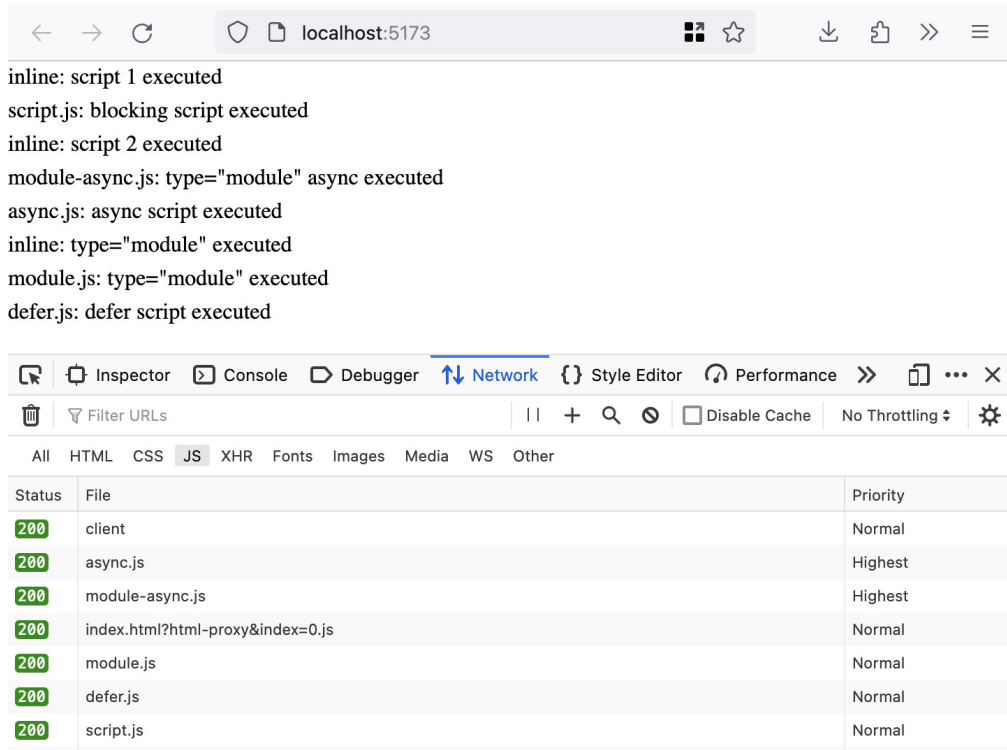 localhost:5173
inline: script 1 executed
script.js: blocking script executed
inline: script 2 executed
module-async.js: type="module" async executed
async.js: async script executed
inline: type="module" executed
module.js: type="module" executed
defer.js: defer script executed
Inspector Console Debugger Network Style Editor Performance
Filter URLs Disable Cache No Throttling
All HTML CSS JS XHR Fonts Images Media WS Other
Status File Priority
200 client Normal
200 async.js Highest
200 module-async.js Highest
200 index.html?html-proxy&index=0.js Normal
200 module.js Normal
200 defer.js Normal
200 script.js Normal